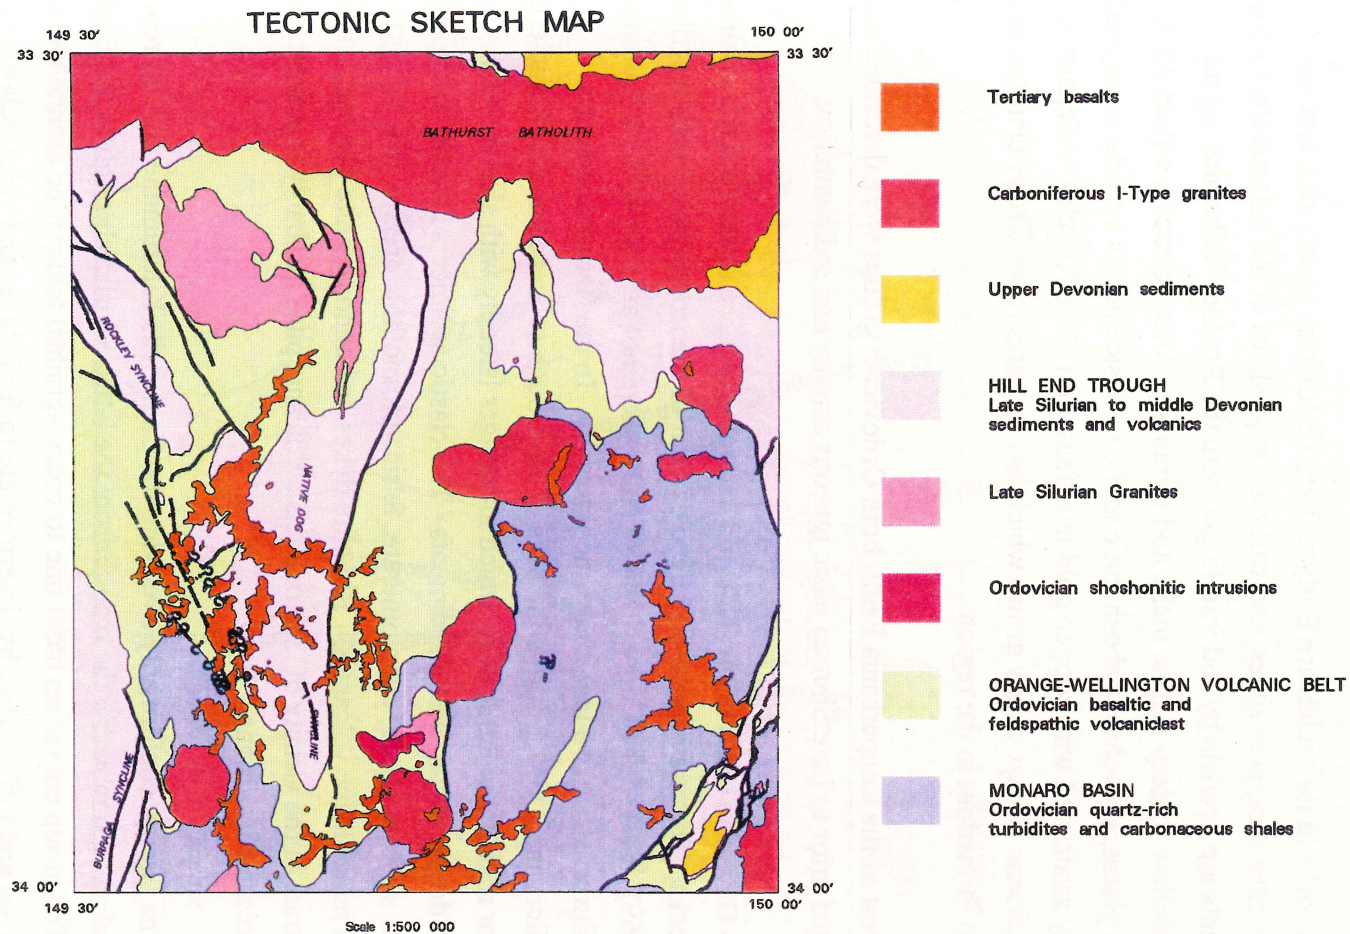 TECTONIC SKETCH MAP
149 30'
150 00'
33 30'
33 30'
BATHURST BATHOLITH
ROCKLEY SYNCLINE
NATIVE DOG
SYNCLINE
BURRAGA SYNCLINE
34 00'
34 00'
149 30'
150 00'
Scale 1:500 000
Tertiary basalts
Carboniferous I-Type granites
Upper Devonian sediments
HILL END TROUGH
Late Silurian to middle Devonian
sediments and volcanics
Late Silurian Granites
Ordovician shoshonitic intrusions
ORANGE-WELLINGTON VOLCANIC BELT
Ordovician basaltic and
feldspathic volcaniclast
MONARO BASIN
Ordovician quartz-rich
turbidites and carbonaceous shales